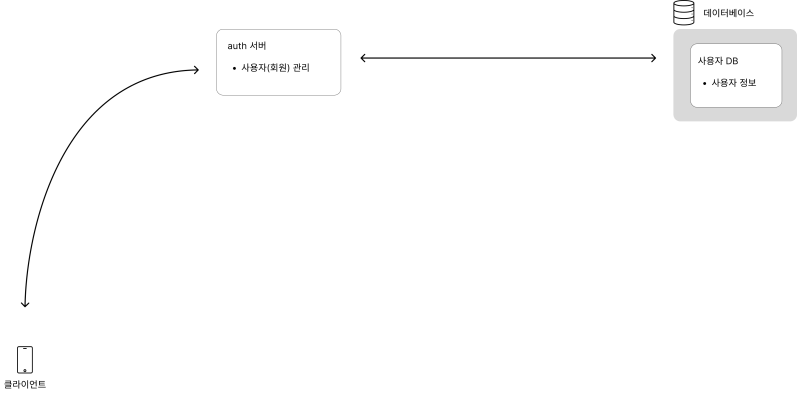 데이터베이스
auth 서버
• 사용자(회원) 관리
사용자 DB
• 사용자 정보
클라이언트